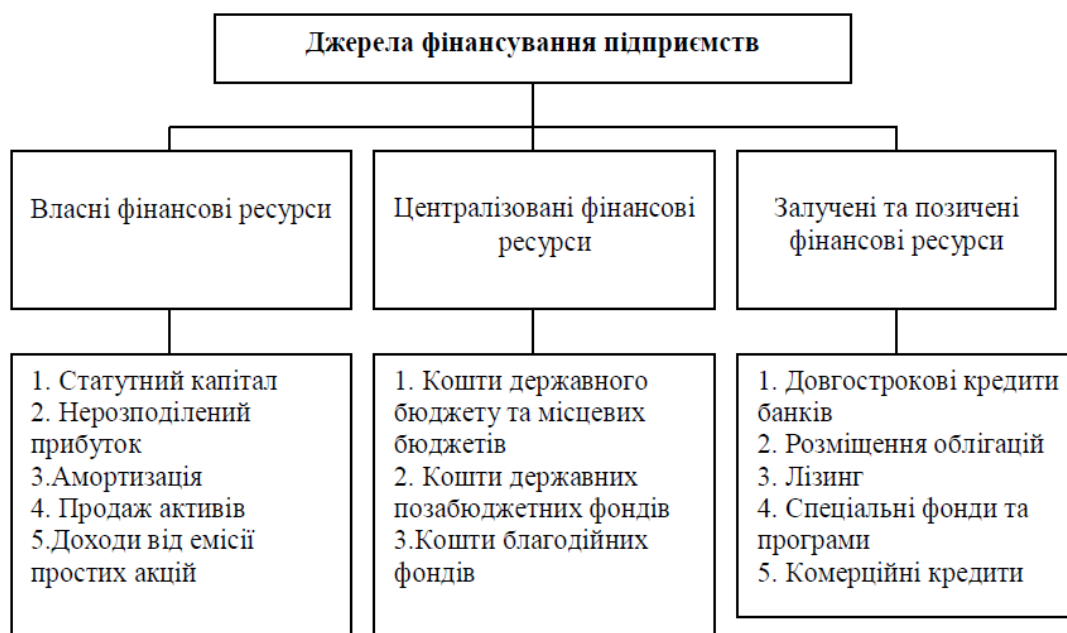 Джерела фінансування підприємств
Власні фінансові ресурси
Централізовані фінансові
ресурси
Залучені та позичені
фінансові ресурси
1. Статутний капітал
2. Нерозподілений
прибуток
3.Амортизація
4. Продаж активів
5.Доходи від емісії
простих акцій
1. Кошти державного
бюджету та місцевих
бюджетів
2. Кошти державних
позабюджетних фондів
3.Кошти благодійних
фондів
1. Довгострокові кредити
банків
2. Розміщення облігацій
3. Лізинг
4. Спеціальні фонди та
програми
5. Комерційні кредити